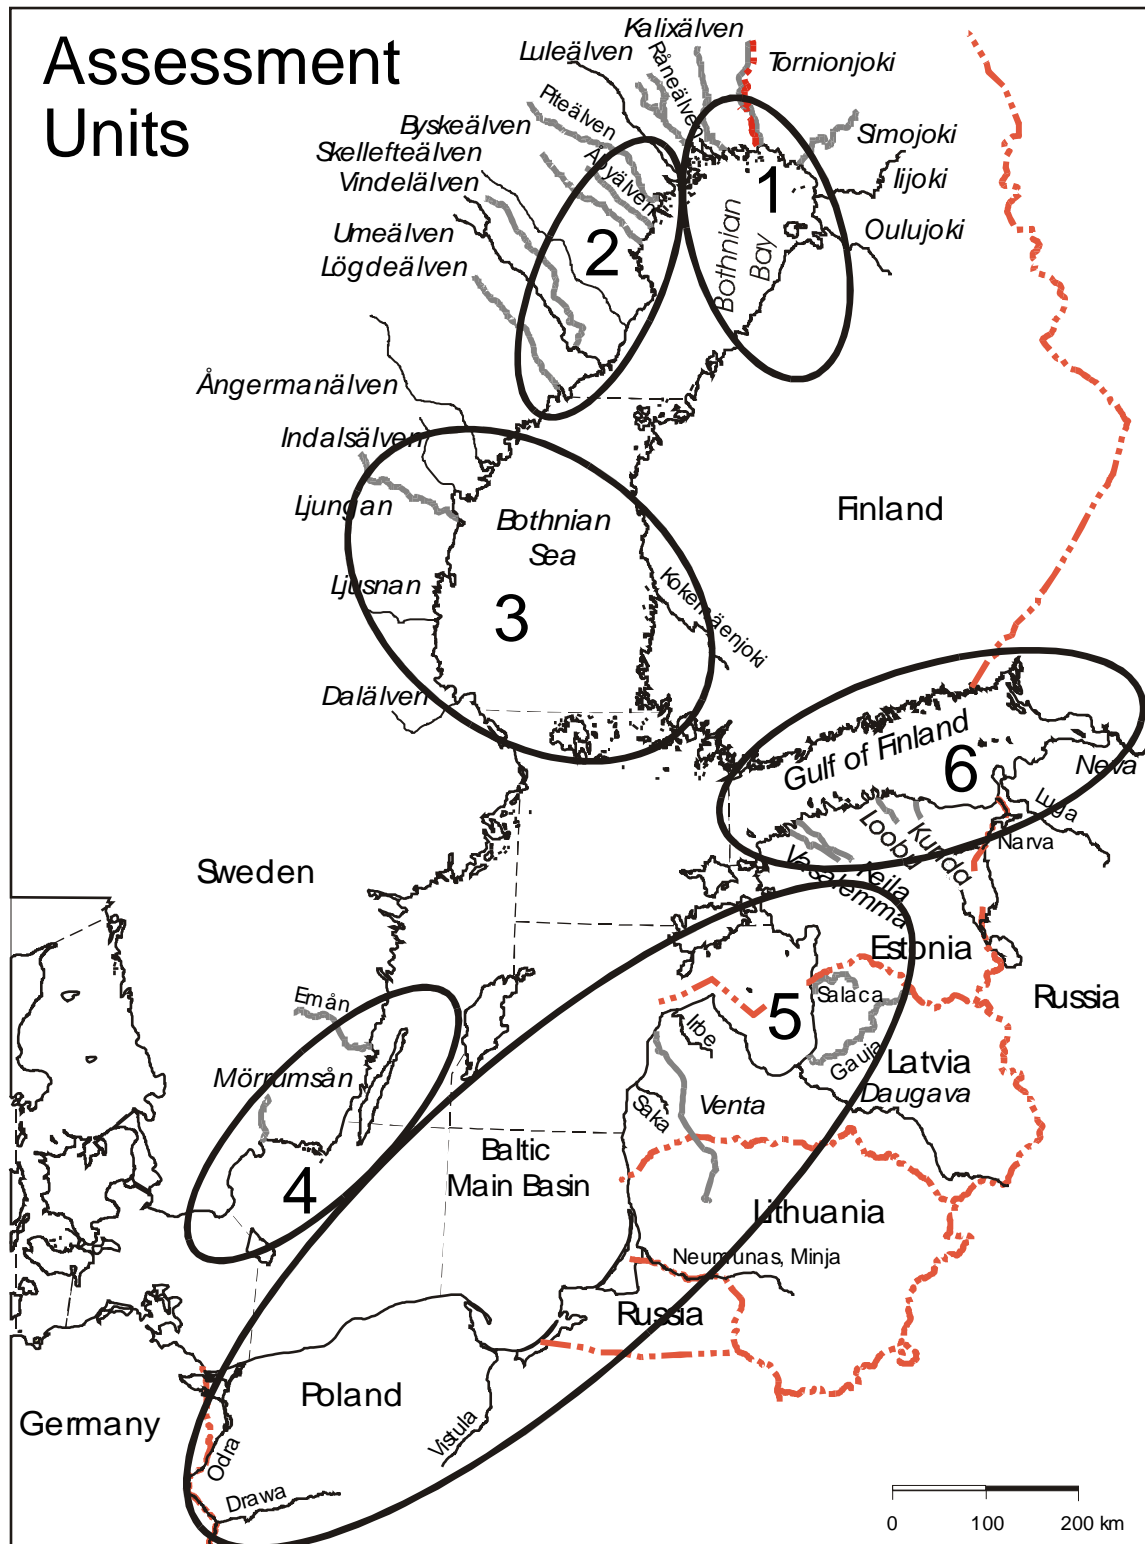 Assessment
Units
Kalixälven
Luleälven
Råneälven
Tornionjoki
Piteälven
Byskeälven
Åbyälven
Simojoki
Skellefteälven
Iijoki
Vindelälven
1
Bothnian
Bay
Umeälven
Oulujoki
2
Lögdeälven
Ångermanälven
Indalsälven
Ljungan
Bothnian
Sea
Finland
Ljusnan
3
Kokemäenjoki
Dalälven
Gulf of Finland
6
Neva
Luga
Narva
Kunda
Loobu
Keila
Vasalemma
Sweden
Estonia
Russia
Emån
Salaca
5
Irbe
Gauja
Latvia
Mörrumsån
Daugava
Saka
Venta
4
Baltic
Main Basin
Lithuania
Neumunas, Minja
Russia
Poland
Germany
Vistula
Odra
Drawa
0 100 200 km